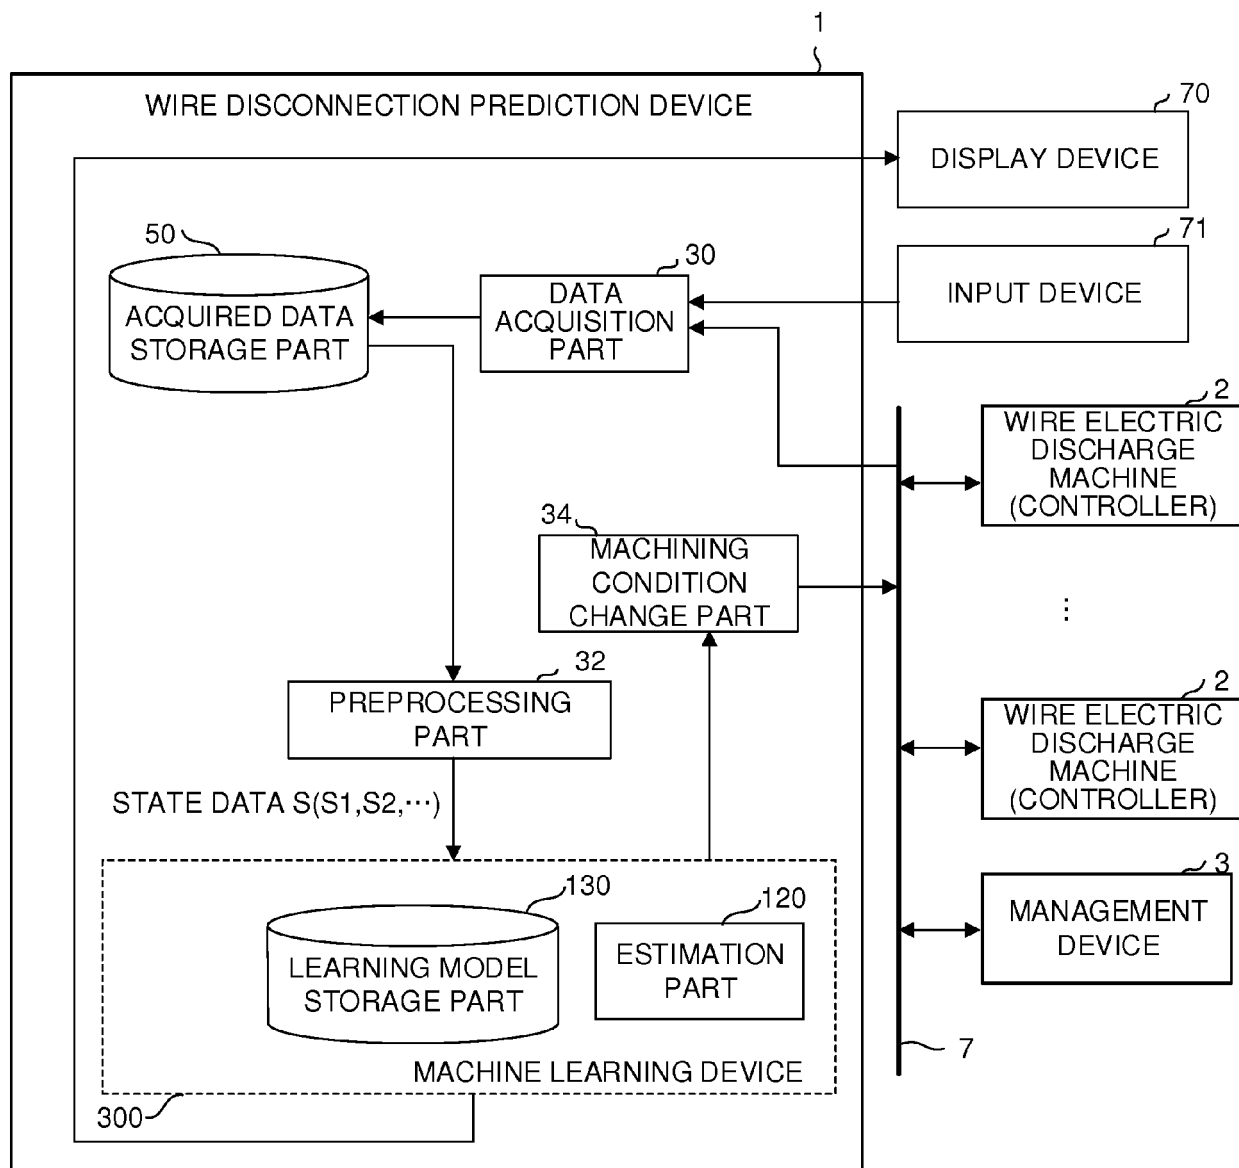 1
WIRE DISCONNECTION PREDICTION DEVICE
70
DISPLAY DEVICE
71
INPUT DEVICE
50
ACQUIRED DATA
STORAGE PART
30
DATA
ACQUISITION
PART
2
WIRE ELECTRIC
DISCHARGE
MACHINE
(CONTROLLER)
34
MACHINING
CONDITION
CHANGE PART
⋮
32
PREPROCESSING
PART
2
WIRE ELECTRIC
DISCHARGE
MACHINE
(CONTROLLER)
STATE DATA S(S1,S2,⋯)
3
MANAGEMENT
DEVICE
130
LEARNING MODEL
STORAGE PART
120
ESTIMATION
PART
MACHINE LEARNING DEVICE
7
300